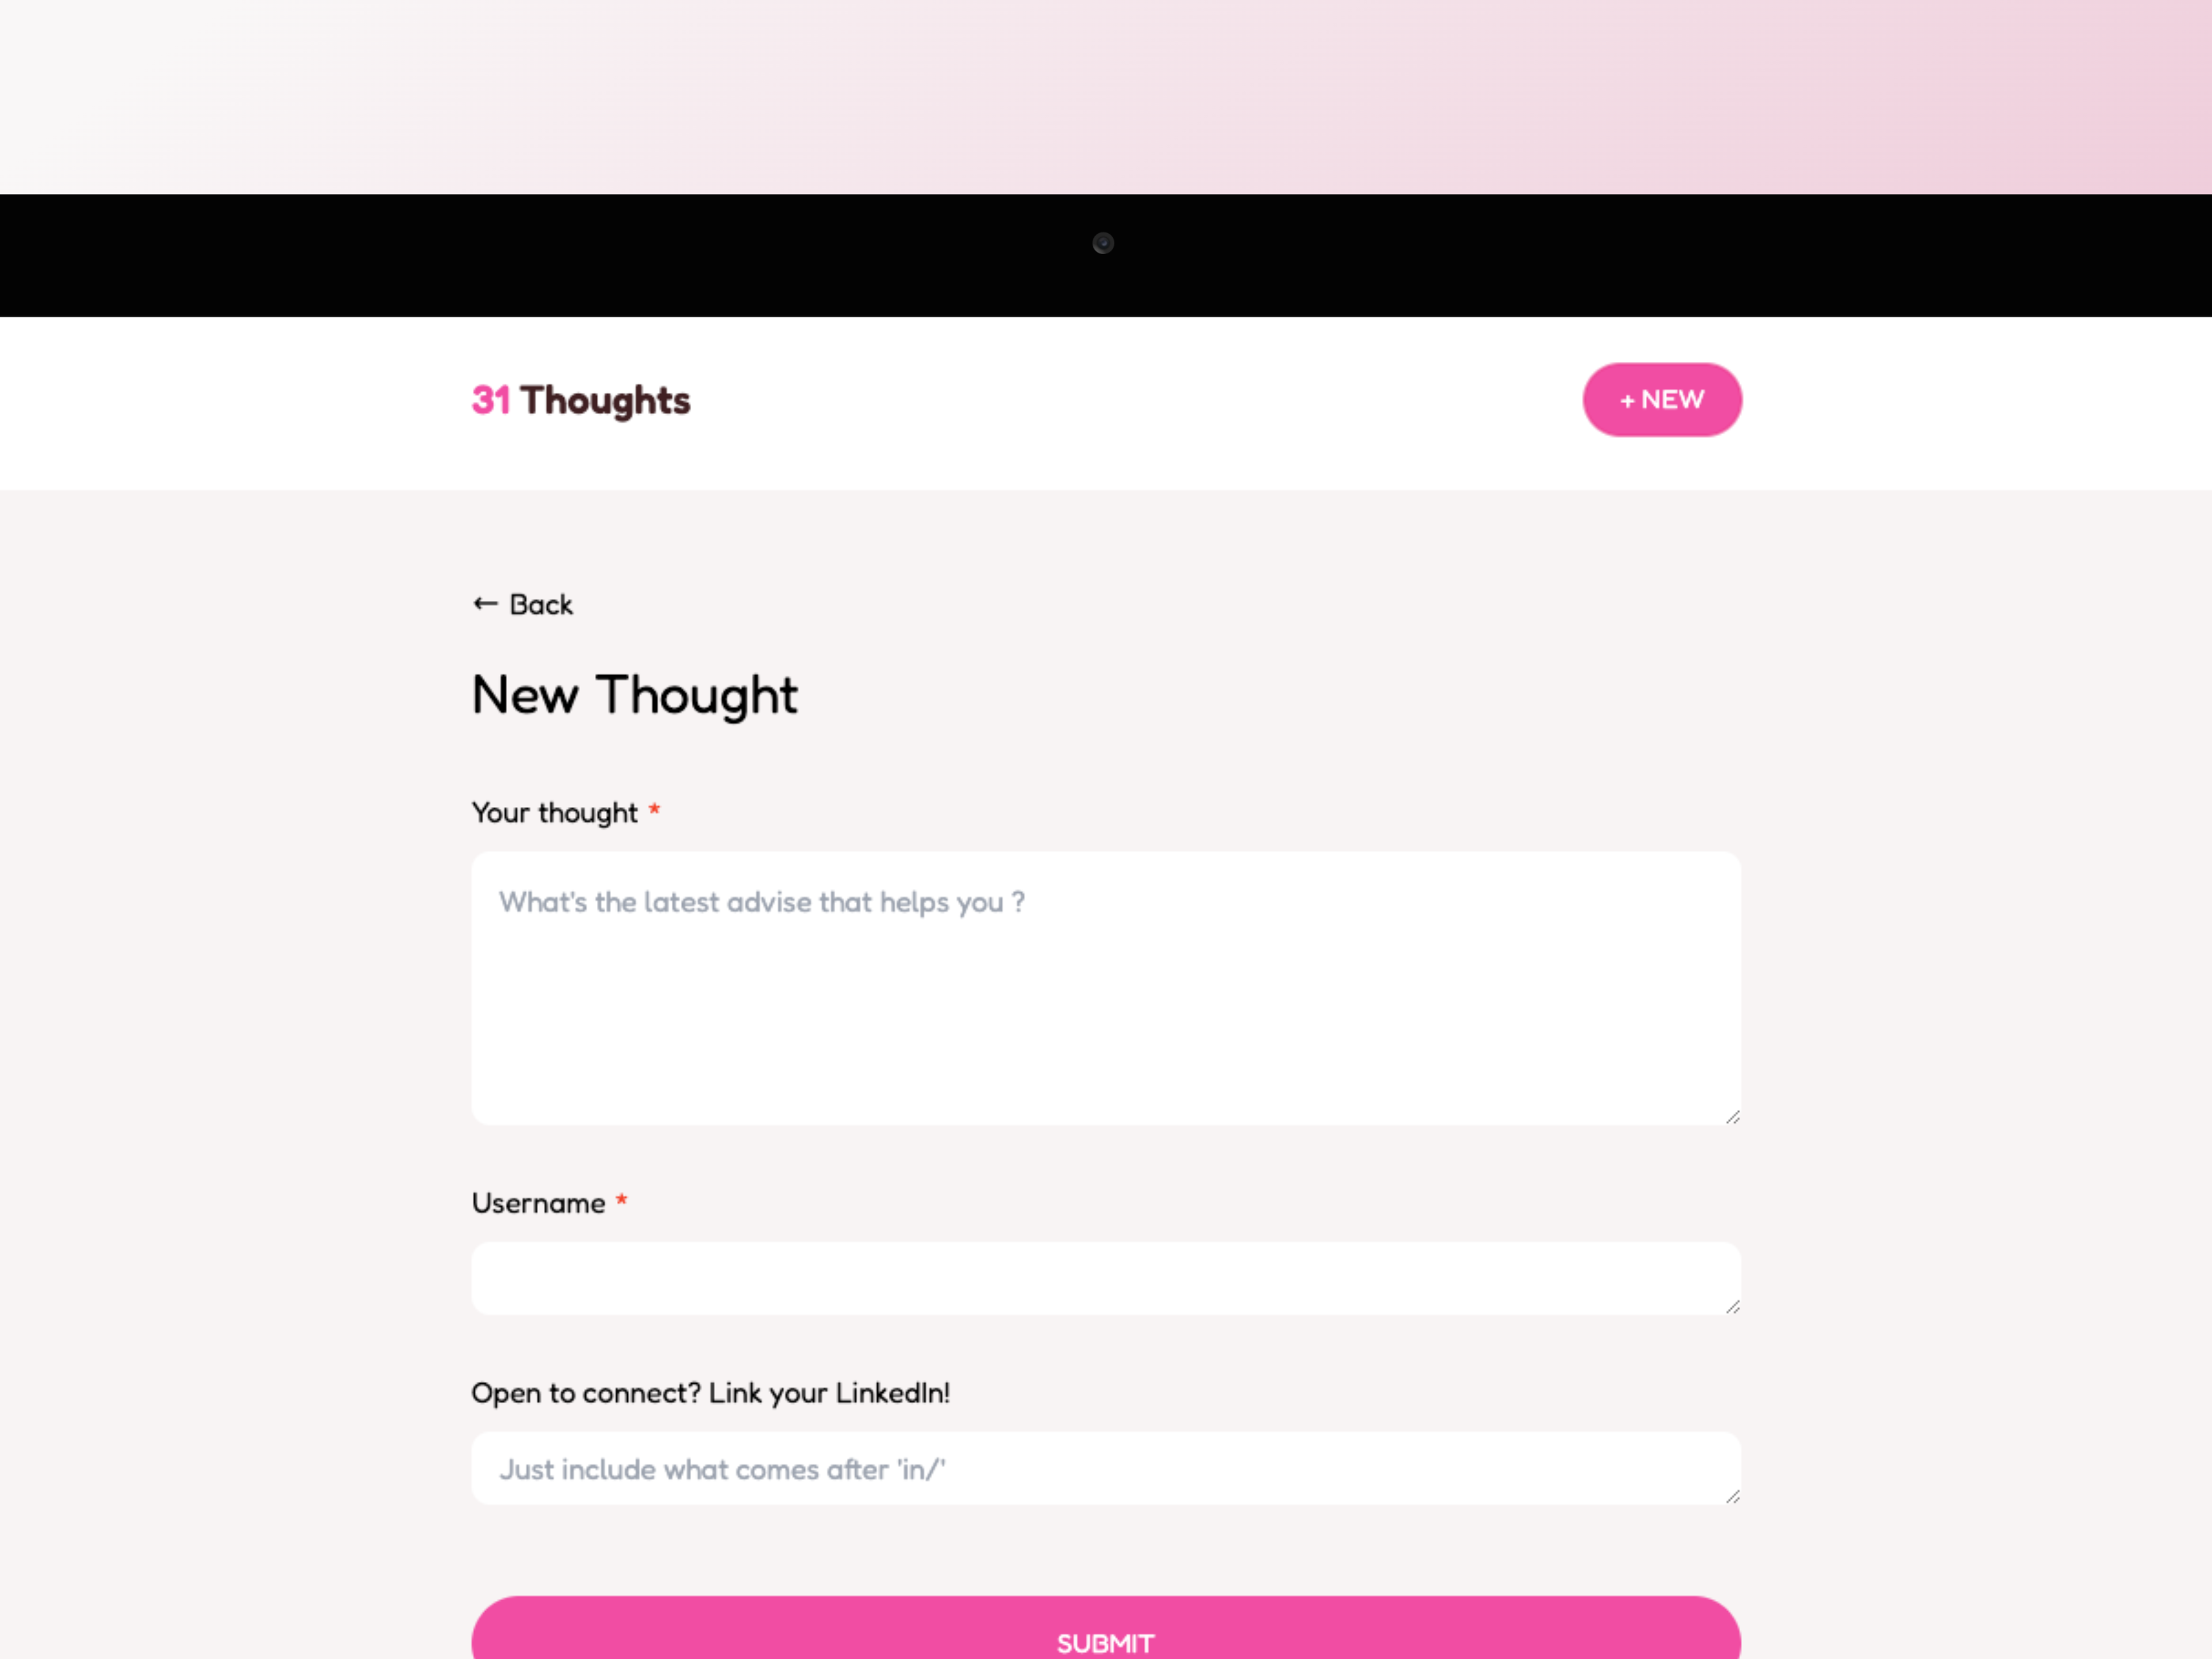 31 Thoughts
+ NEW
← Back
New Thought
Your thought *
What's the latest advise that helps you ?
Username *
Open to connect? Link your LinkedIn!
Just include what comes after 'in/'
SUBMIT